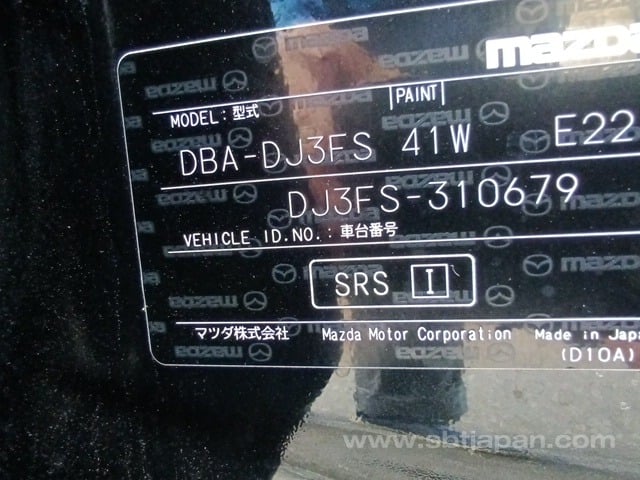 mazda
MODEL: 型式 PAINT
DBA-DJ3FS 41W E22
DJ3FS-310679
VEHICLE ID.NO.: 車台番号
SRS I
マツダ株式会社 Mazda Motor Corporation Made in Japa
(D10A)
www.sbtjapan.com